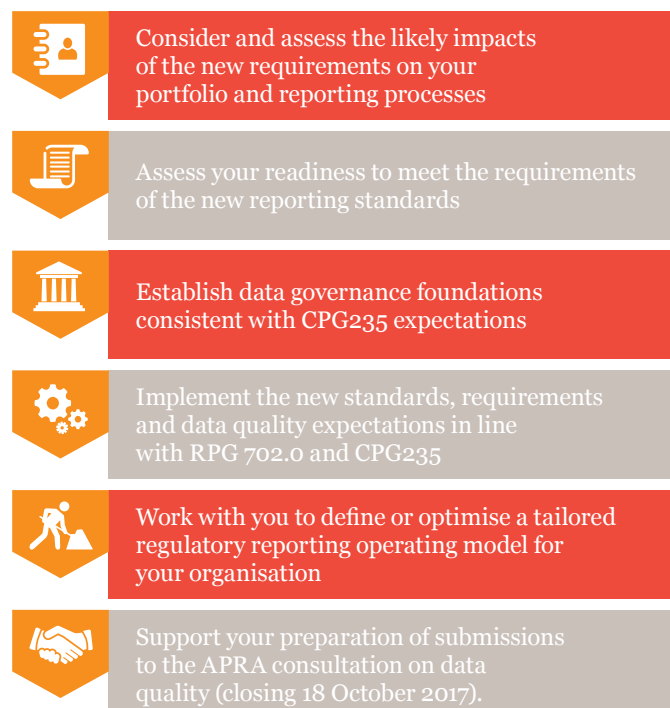 Consider and assess the likely impacts
of the new requirements on your
portfolio and reporting processes
Assess your readiness to meet the requirements
of the new reporting standards
Establish data governance foundations
consistent with CPG235 expectations
Implement the new standards, requirements
and data quality expectations in line
with RPG 702.0 and CPG235
Work with you to define or optimise a tailored
regulatory reporting operating model for
your organisation
Support your preparation of submissions
to the APRA consultation on data
quality (closing 18 October 2017).